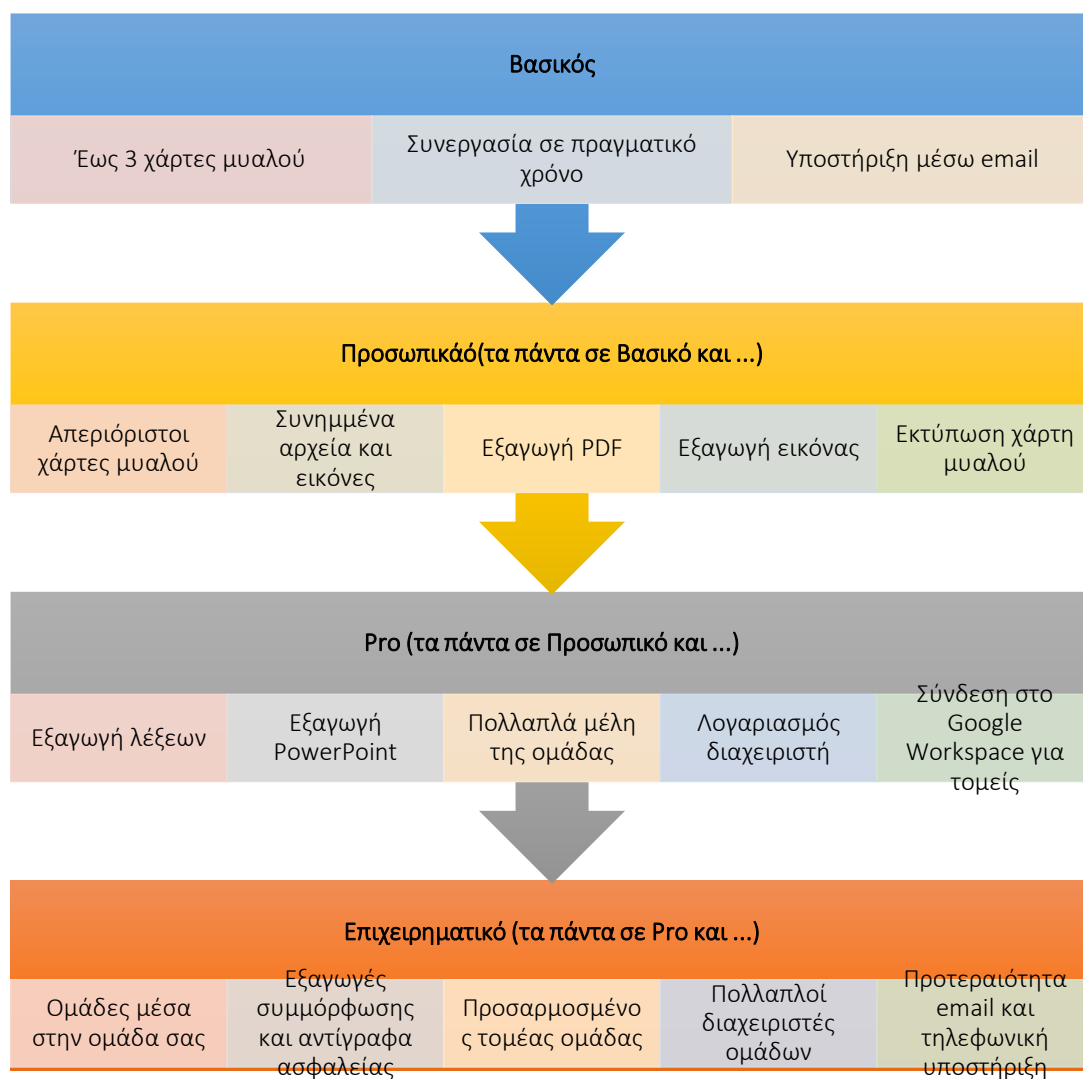 Βασικός
Έως 3 χάρτες μυαλού
Συνεργασία σε πραγματικό
χρόνο
Υποστήριξη μέσω email
Προσωπικάό(τα πάντα σε Βασικό και ...)
Απεριόριστοι
χάρτες μυαλού
Συνημμένα
αρχεία και
εικόνες
Εξαγωγή PDF
Εξαγωγή εικόνας
Εκτύπωση χάρτη
μυαλού
Pro (τα πάντα σε Προσωπικό και ...)
Εξαγωγή λέξεων
Εξαγωγή
PowerPoint
Πολλαπλά μέλη
της ομάδας
Λογαριασμός
διαχειριστή
Σύνδεση στο
Google
Workspace για
τομείς
Επιχειρηματικό (τα πάντα σε Pro και ...)
Ομάδες μέσα
στην ομάδα σας
Εξαγωγές
συμμόρφωσης
και αντίγραφα
ασφαλείας
Προσαρμοσμένο
ς τομέας ομάδας
Πολλαπλοί
διαχειριστές
ομάδων
Προτεραιότητα
email και
τηλεφωνική
υποστήριξη